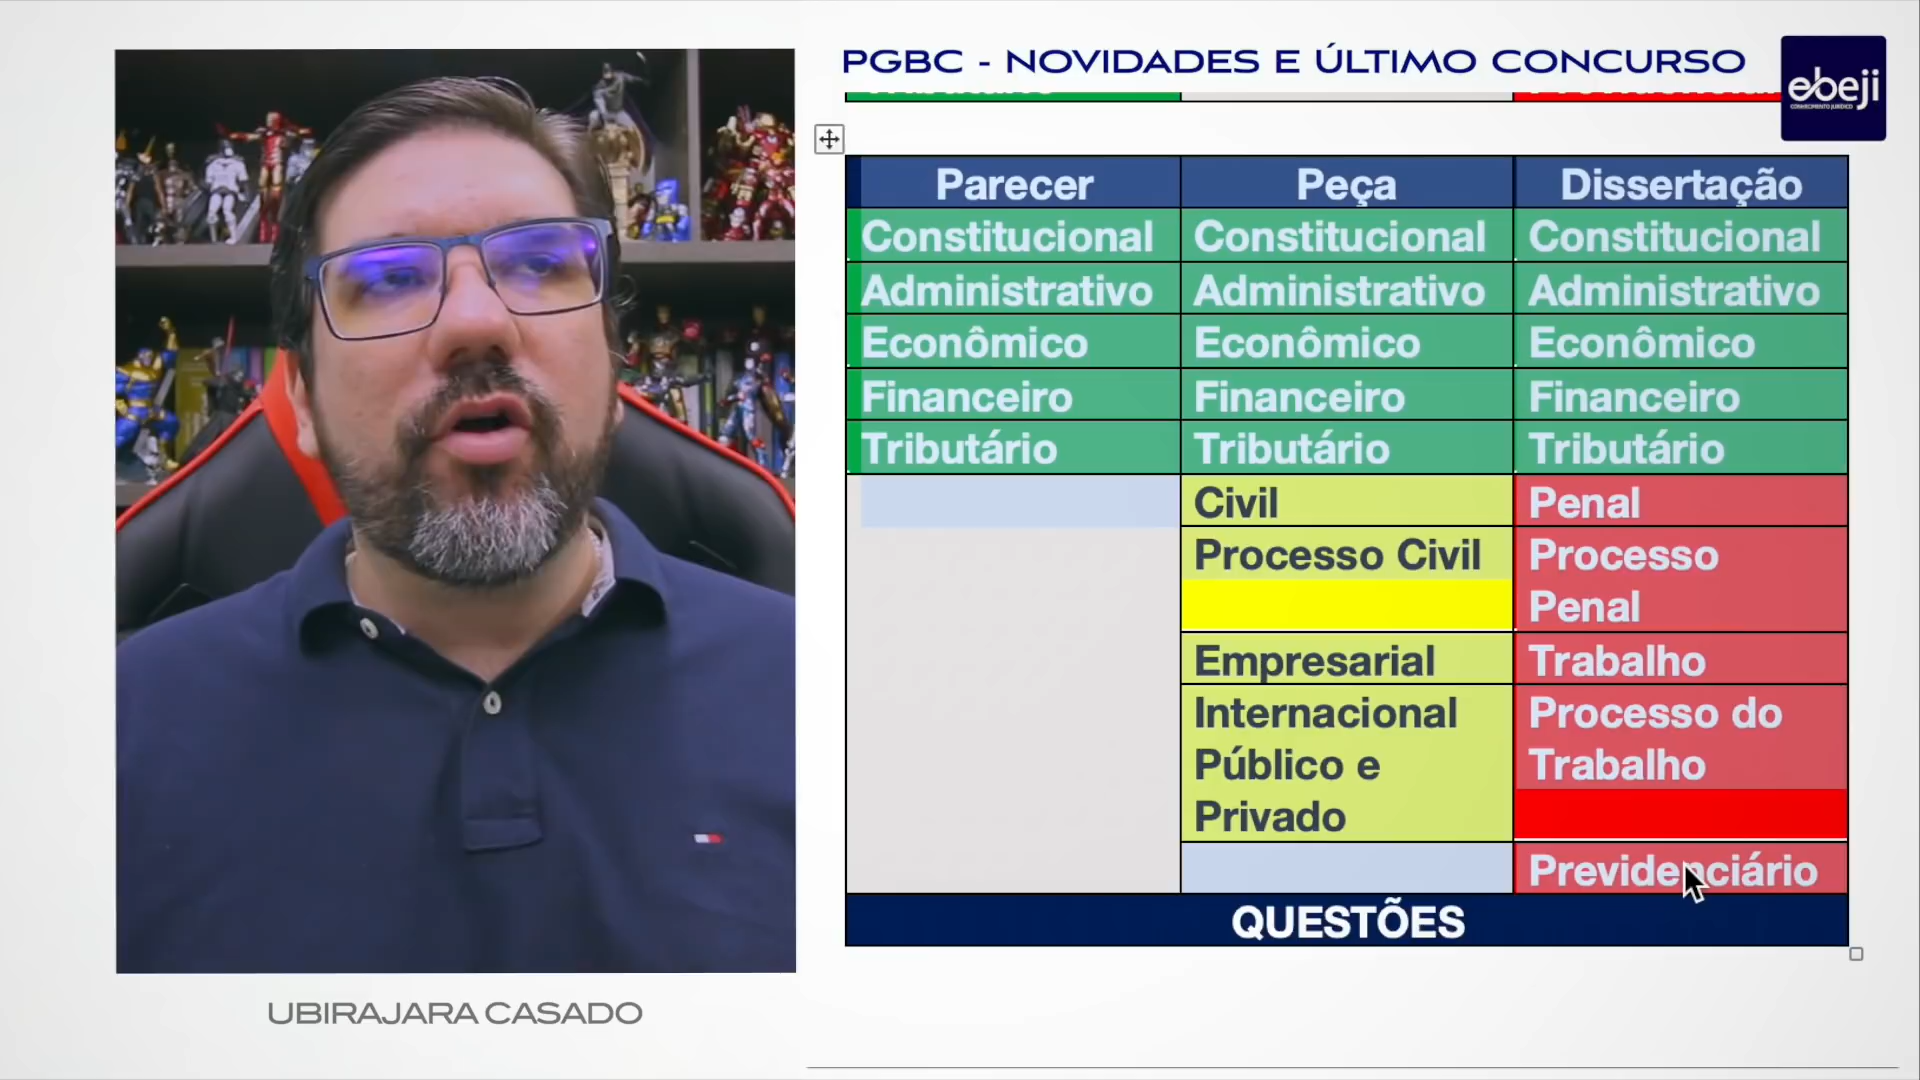 PGBC - NOVIDADES E ÚLTIMO CONCURSO
ebeji
CONHECIMENTO JURÍDICO
Parecer Peça Dissertação
Constitucional Constitucional Constitucional
Administrativo Administrativo Administrativo
Econômico Econômico Econômico
Financeiro Financeiro Financeiro
Tributário Tributário Tributário
Civil Penal
Processo Civil Processo
Penal
Empresarial Trabalho
Internacional Processo do
Público e Trabalho
Privado
Previdenciário
QUESTÕES
UBIRAJARA CASADO